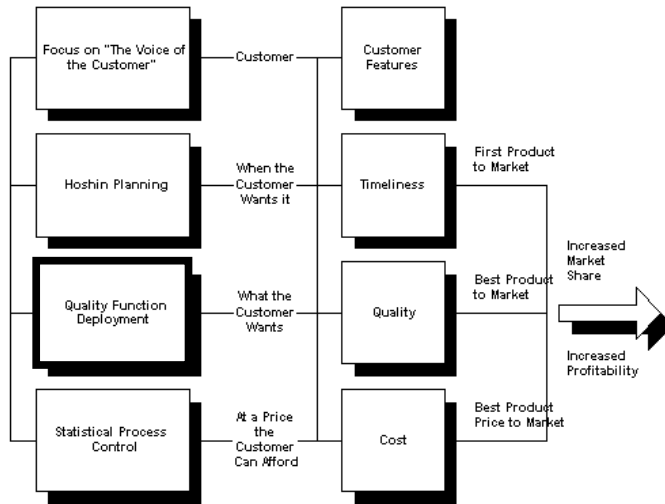 Focus on "The Voice of
the Customer"
Customer
Customer
Features
Hoshin Planning
When the
Customer
Wants it
Timeliness
First Product
to Market
Quality Function
Deployment
What the
Customer
Wants
Quality
Best Product
to Market
Increased
Market
Share
Increased
Profitability
Statistical Process
Control
At a Price
the
Customer
Can Afford
Cost
Best Product
Price to Market